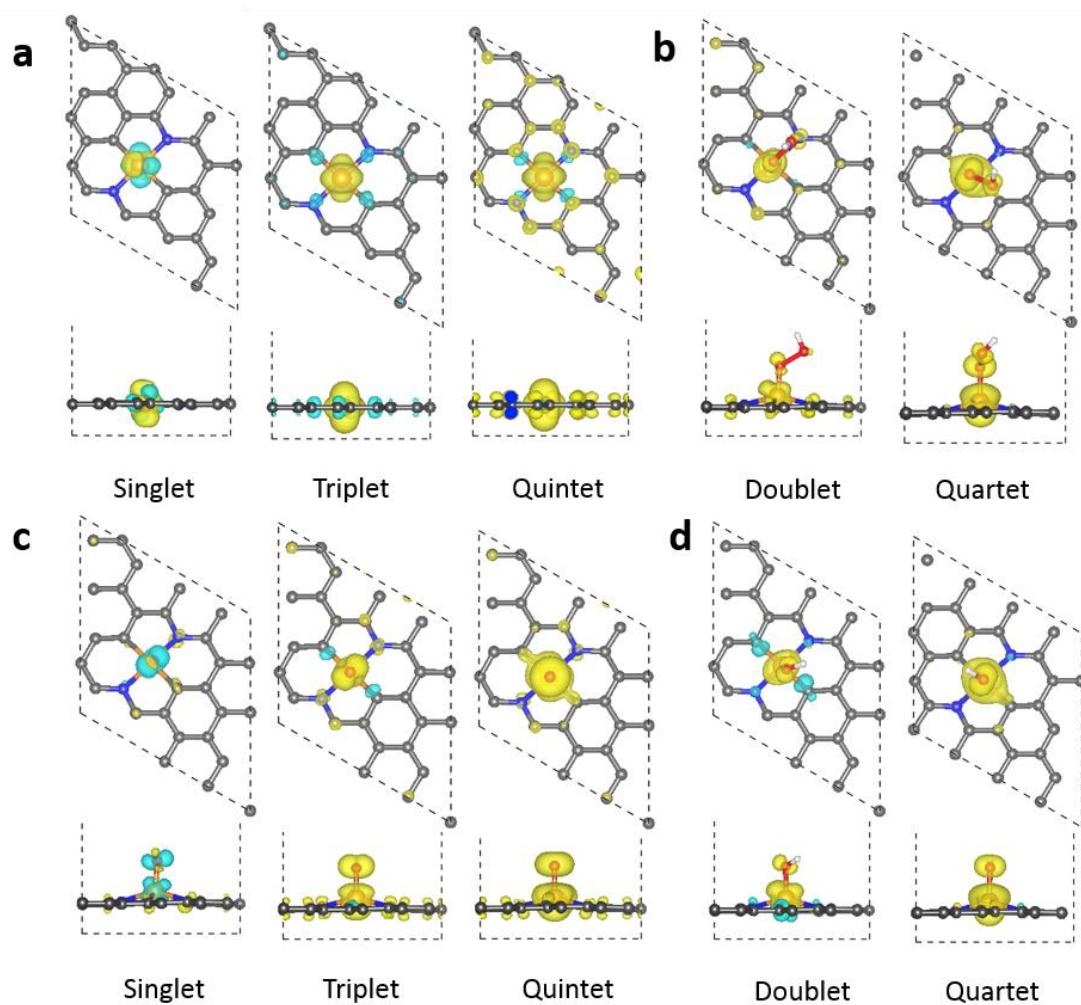 a
b
Singlet
Triplet
Quintet
Doublet
Quartet
c
d
Singlet
Triplet
Quintet
Doublet
Quartet